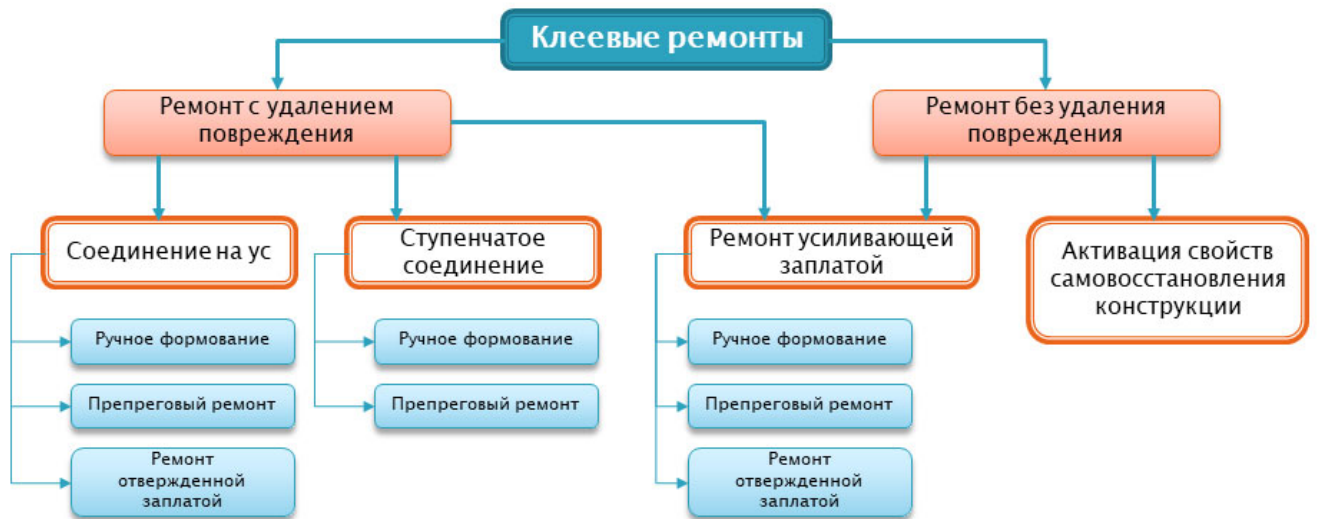 Клеевые ремонты
Ремонт с удалением
повреждения
Ремонт без удаления
повреждения
Соединение на ус
Ступенчатое
соединение
Ремонт усиливающей
заплатой
Активация свойств
самовосстановления
конструкции
Ручное формование
Препреговый ремонт
Ремонт
отвержденной
заплатой
Ручное формование
Препреговый ремонт
Ручное формование
Препреговый ремонт
Ремонт
отвержденной
заплатой